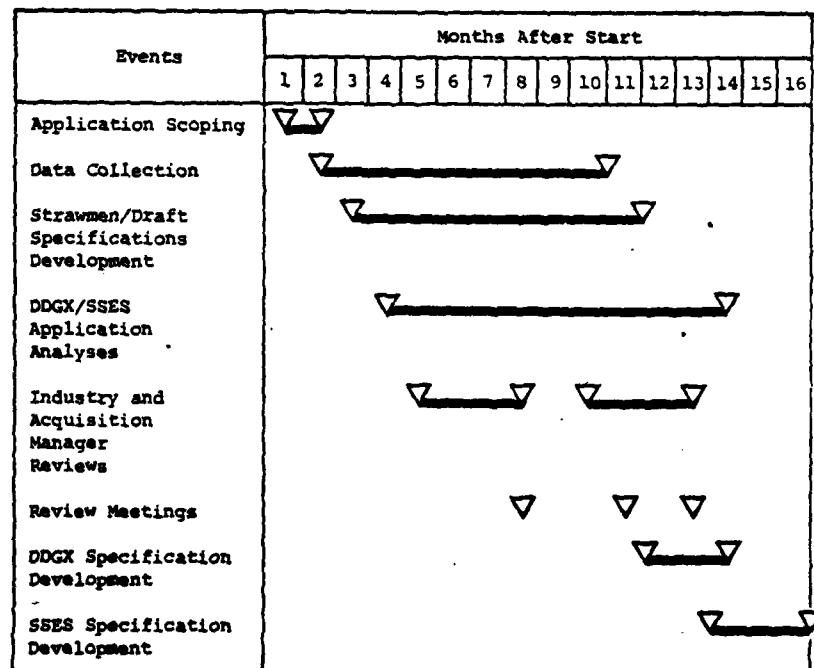 Events
Months After Start
1 2 3 4 5 6 7 8 9 10 11 12 13 14 15 16
Application Scoping
Data Collection
Strawmen/Draft
Specifications
Development
DDGX/SSES
Application
Analyses
Industry and
Acquisition
Manager
Reviews
Review Meetings
DDGX Specification
Development
SSES Specification
Development